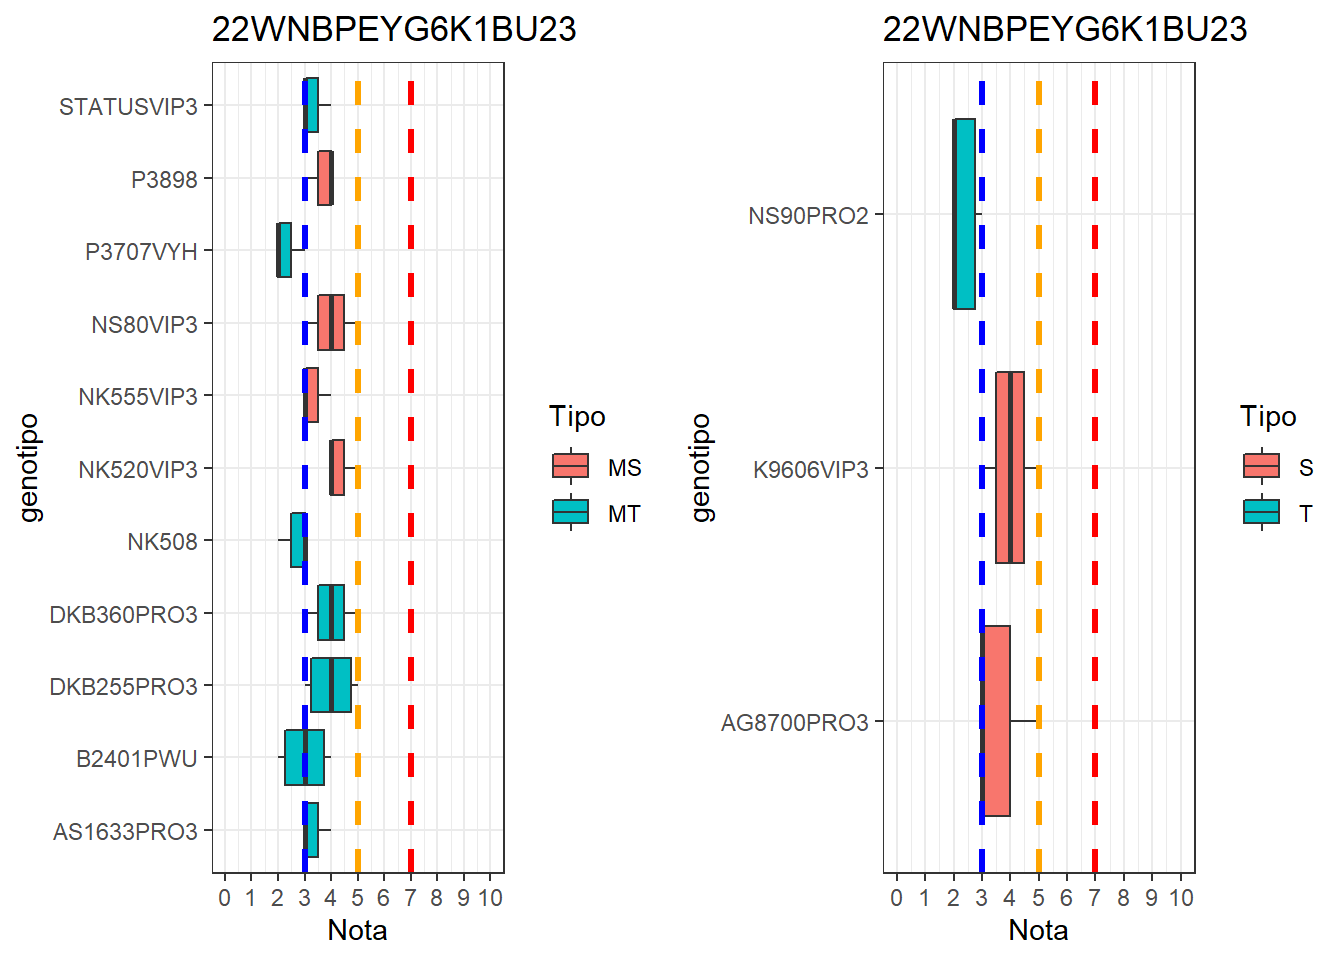 22WNBPEYG6K1BU23
genotipo
STATUSVIP3
P3898
P3707VYH
NS80VIP3
NK555VIP3
NK520VIP3
NK508
DKB360PRO3
DKB255PRO3
B2401PWU
AS1633PRO3
0 1 2 3 4 5 6 7 8 9 10
Nota
Tipo
MS
MT
22WNBPEYG6K1BU23
genotipo
NS90PRO2
K9606VIP3
AG8700PRO3
0 1 2 3 4 5 6 7 8 9 10
Nota
Tipo
S
T